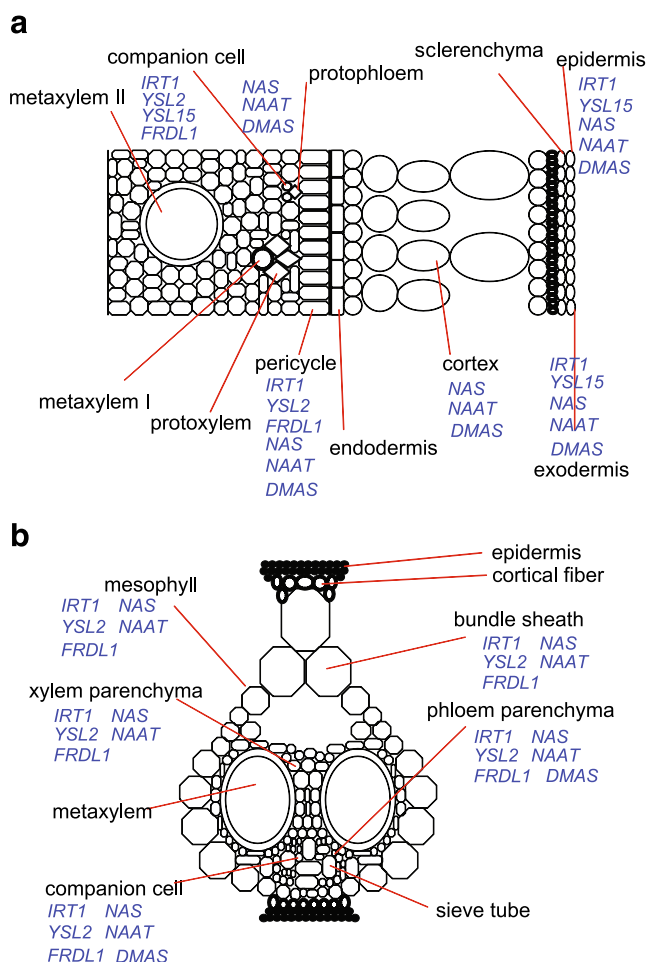 a
companion cell
sclerenchyma
epidermis
metaxylem II
IRT1
YSL2
YSL15
FRDL1
NAS
NAAT
DMAS
protophloem
IRT1
YSL15
NAS
NAAT
DMAS
metaxylem I
protoxylem
pericycle
IRT1
YSL2
FRDL1
NAS
NAAT
DMAS
endodermis
cortex
NAS
NAAT
DMAS
IRT1
YSL15
NAS
NAAT
DMAS
exodermis
b
epidermis
cortical fiber
mesophyll
IRT1 NAS
YSL2 NAAT
FRDL1
bundle sheath
IRT1 NAS
YSL2 NAAT
FRDL1
xylem parenchyma
IRT1 NAS
YSL2 NAAT
FRDL1
phloem parenchyma
IRT1 NAS
YSL2 NAAT
FRDL1 DMAS
metaxylem
companion cell
IRT1 NAS
YSL2 NAAT
FRDL1 DMAS
sieve tube